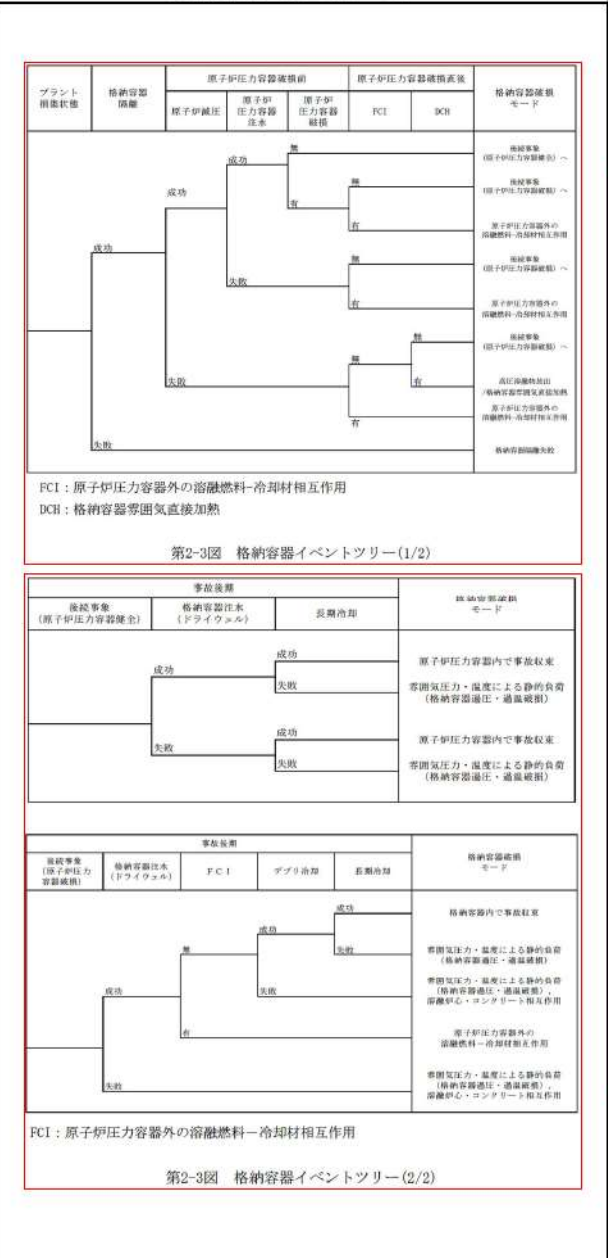 原子炉圧力容器破損前 原子炉圧力容器破損直後
プラント
損傷状態
格納容器
隔離
原子炉減圧
原子炉
圧力容器
注水
原子炉
圧力容器
破損
FCI
DCH
格納容器破損
モード
無
後続事象
(原子炉圧力容器健全)へ
成功
無
後続事象
(原子炉圧力容器破損)へ
成功
有
有
原子炉圧力容器外の
溶融燃料-冷却材相互作用
成功
無
後続事象
(原子炉圧力容器破損)へ
失敗
有
原子炉圧力容器外の
溶融燃料-冷却材相互作用
無
後続事象
(原子炉圧力容器破損)へ
無
失敗
有
高圧溶融物放出
/格納容器雰囲気直接加熱
有
原子炉圧力容器外の
溶融燃料-冷却材相互作用
失敗
格納容器隔離失敗
FCI:原子炉圧力容器外の溶融燃料-冷却材相互作用
DCH:格納容器雰囲気直接加熱
第2-3図 格納容器イベントツリー(1/2)
事故後期
後続事象
(原子炉圧力容器健全)
格納容器注水
(ドライウェル)
長期冷却
格納容器破損
モード
成功
成功
原子炉圧力容器内で事故収束
失敗
雰囲気圧力・温度による静的負荷
(格納容器過圧・過温破損)
失敗
成功
原子炉圧力容器内で事故収束
失敗
雰囲気圧力・温度による静的負荷
(格納容器過圧・過温破損)
事故後期
後続事象
(原子炉圧力
容器破損)
格納容器注水
(ドライウェル)
FCI
デブリ冷却
長期冷却
格納容器破損
モード
成功
格納容器内で事故収束
成功
失敗
雰囲気圧力・温度による静的負荷
(格納容器過圧・過温破損)
無
失敗
雰囲気圧力・温度による静的負荷
(格納容器過圧・過温破損),
溶融炉心・コンクリート相互作用
成功
有
原子炉圧力容器外の
溶融燃料-冷却材相互作用
失敗
雰囲気圧力・温度による静的負荷
(格納容器過圧・過温破損),
溶融炉心・コンクリート相互作用
FCI:原子炉圧力容器外の溶融燃料-冷却材相互作用
第2-3図 格納容器イベントツリー(2/2)